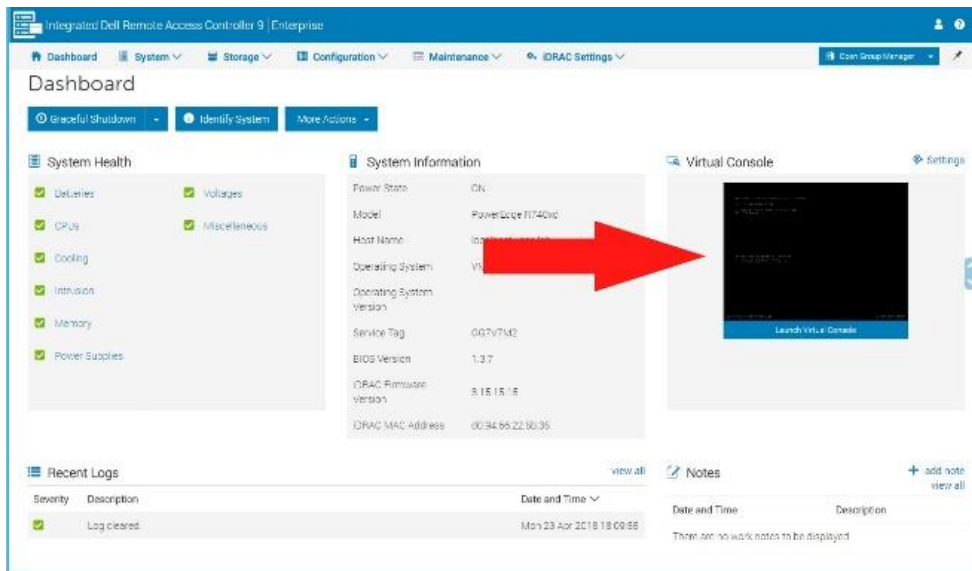 Integrated Dell Remote Access Controller 9 | Enterprise
Dashboard System Storage Configuration Maintenance iDRAC Settings Open Group Manager
Dashboard
Graceful Shutdown Identify System More Actions
System Health
Batteries Voltages
CPUs Miscellaneous
Cooling
Intrusion
Memory
Power Supplies
System Information
Power State ON
Model PowerEdge R740xd
Host Name
Operating System
Operating System
Version
Service Tag GG7V7M2
BIOS Version 1.3.7
iDRAC Firmware
Version 3.15.15.15
iDRAC MAC Address
Virtual Console Settings
Launch Virtual Console
Recent Logs view all
Severity Description Date and Time
Log cleared. Mon 23 Apr 2018 18:09:55
Notes + add note
view all
Date and Time Description
There are no work notes to be displayed